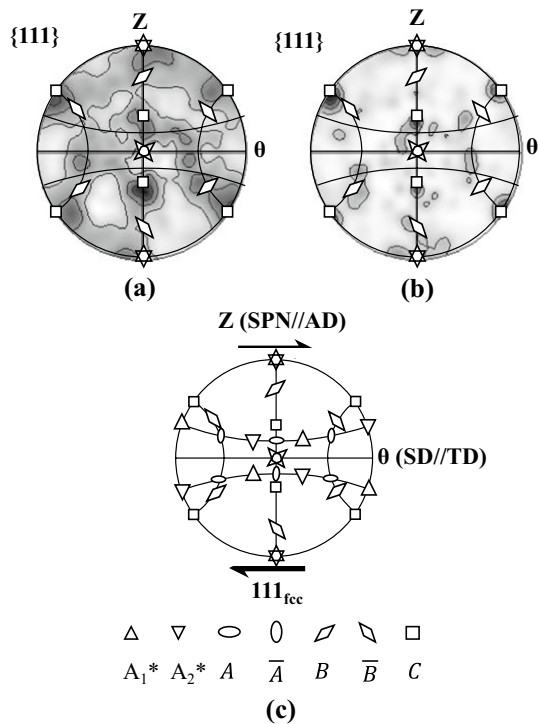 Z
{111}
θ
(a)
Z
{111}
θ
(b)
Z (SPN//AD)
θ (SD//TD)
111fcc
A1* A2* A A̅ B B̅ C
(c)